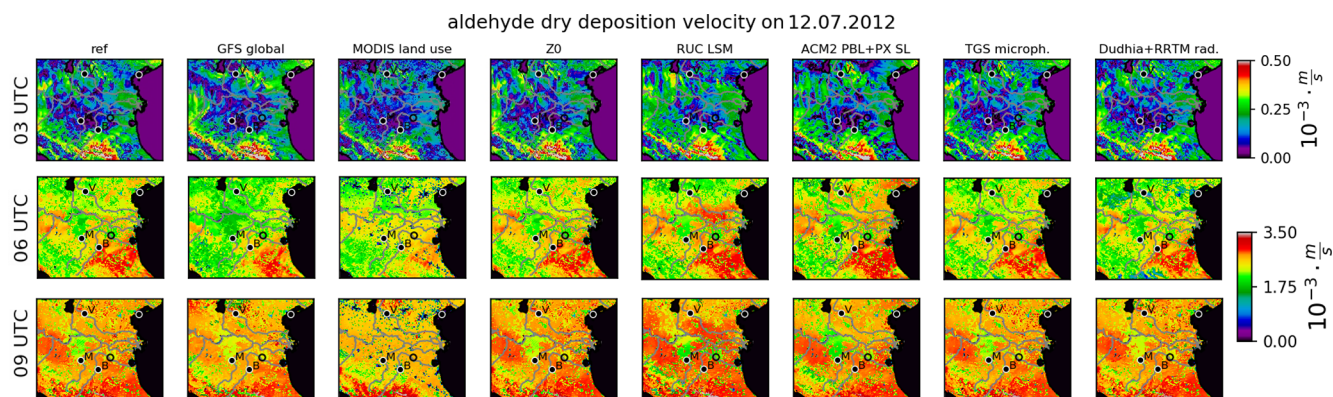 aldehyde dry deposition velocity on 12.07.2012
ref GFS global MODIS land use Z0 RUC LSM ACM2 PBL+PX SL TGS microph. Dudhia+RRTM rad.
03 UTC
V V V V V V V V
0.50
0.25
0.00
10⁻³ · m/s
06 UTC
V V V V V V V V
M M M M M M M M
B B B B B B B B
3.50
1.75
0.00
10⁻³ · m/s
09 UTC
V V V V V V V V
M M M M M M M M
B B B B B B B B